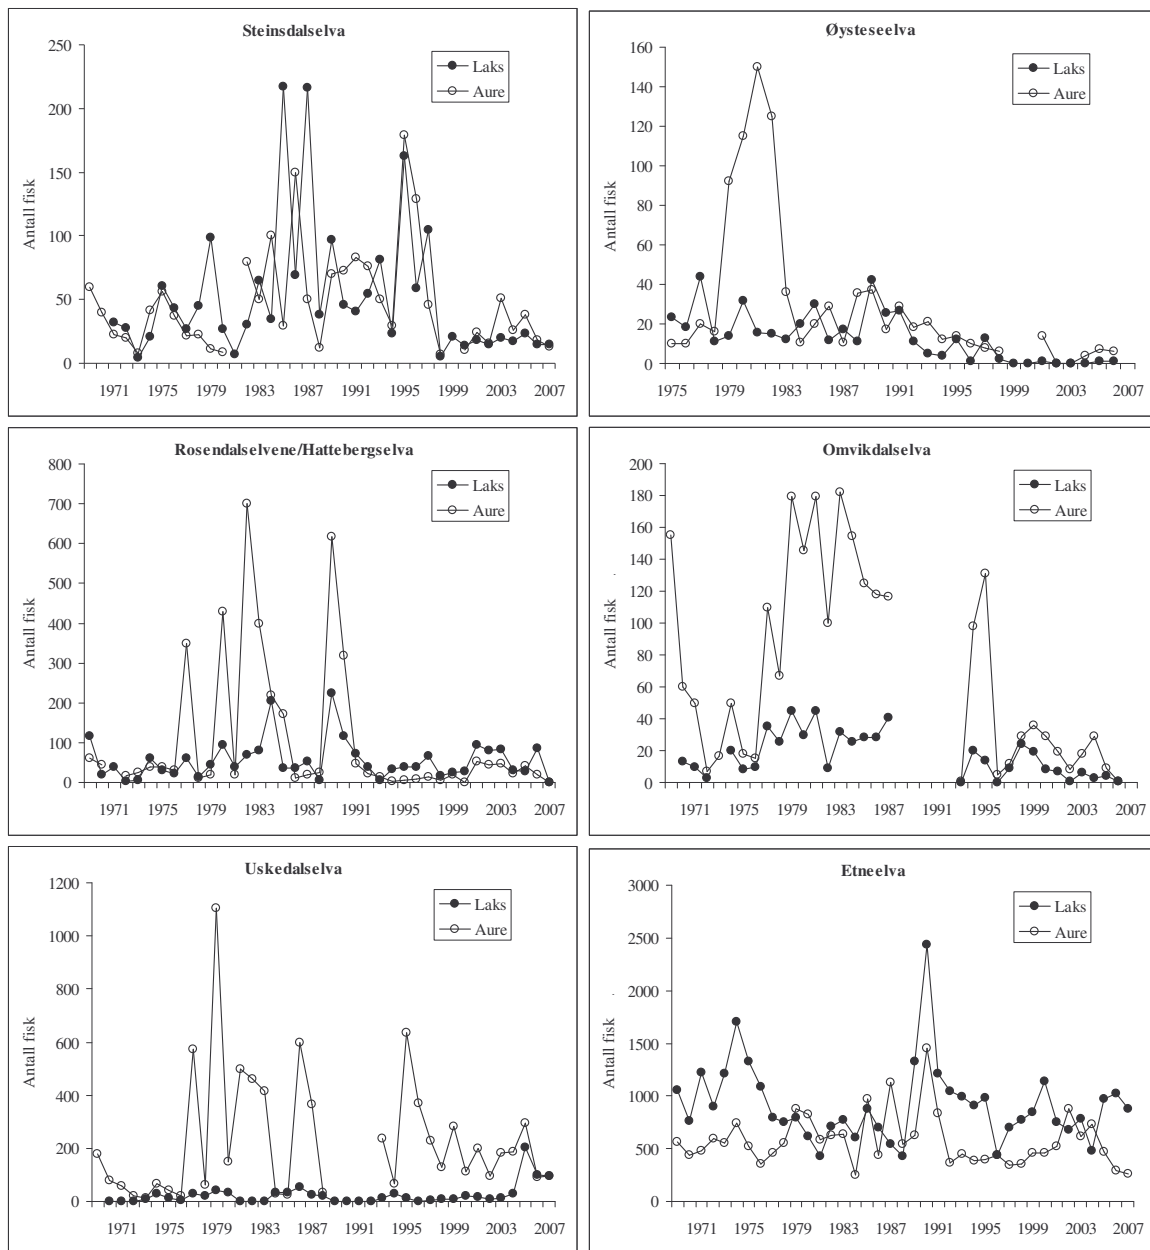 Steinsdalselva
Antall fisk
250
200
150
100
50
0
Laks
Aure
1971 1975 1979 1983 1987 1991 1995 1999 2003 2007
Øysteseelva
Antall fisk
160
140
120
100
80
60
40
20
0
Laks
Aure
1975 1979 1983 1987 1991 1995 1999 2003 2007
Rosendalselvene/Hattebergselva
Antall fisk
800
700
600
500
400
300
200
100
0
Laks
Aure
1971 1975 1979 1983 1987 1991 1995 1999 2003 2007
Omvikdalselva
Antall fisk
200
180
160
140
120
100
80
60
40
20
0
Laks
Aure
1971 1975 1979 1983 1987 1991 1995 1999 2003 2007
Uskedalselva
Antall fisk
1200
1000
800
600
400
200
0
Laks
Aure
1971 1975 1979 1983 1987 1991 1995 1999 2003 2007
Etneelva
Antall fisk
3000
2500
2000
1500
1000
500
0
Laks
Aure
1971 1975 1979 1983 1987 1991 1995 1999 2003 2007